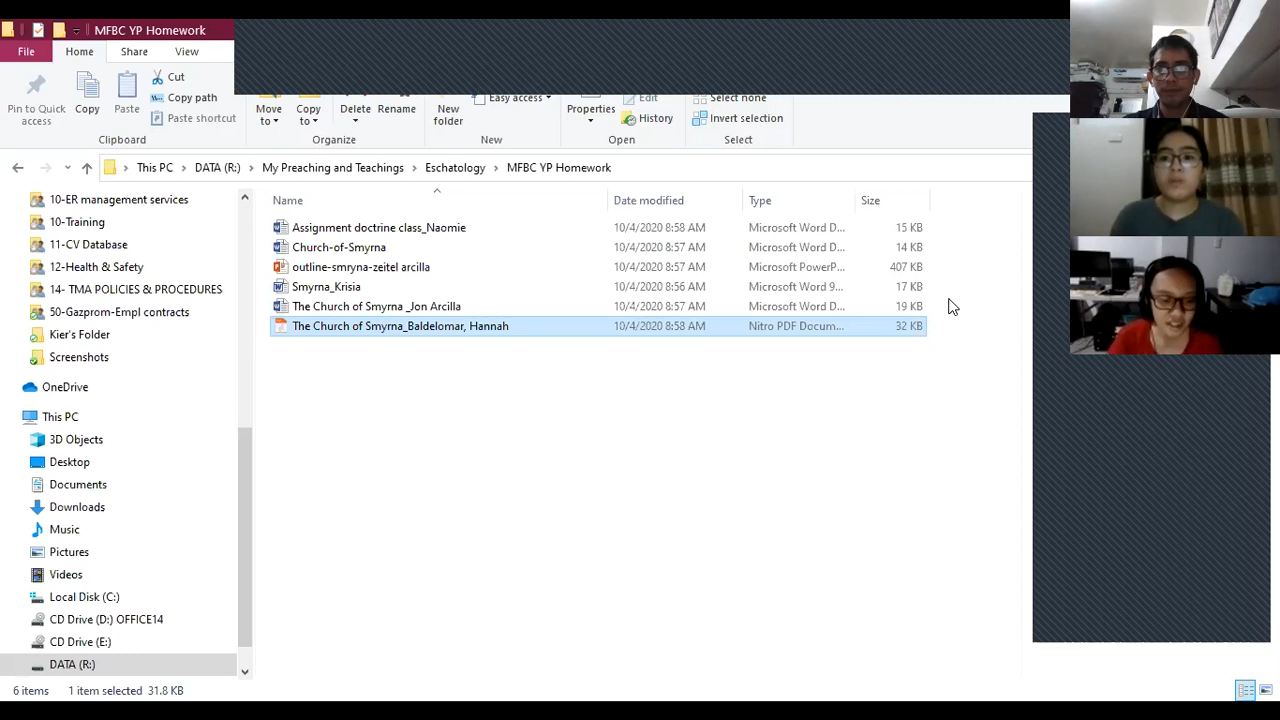 MFBC YP Homework
File Home Share View
Pin to Quick access
Copy
Paste
Cut
Copy path
Paste shortcut
Clipboard
Move to
Copy to
Delete
Rename
Organize
New folder
Easy access
New
Properties
Edit
History
Open
Select none
Invert selection
Select
This PC > DATA (R:) > My Preaching and Teachings > Eschatology > MFBC YP Homework
10-ER management services
10-Training
11-CV Database
12-Health & Safety
14- TMA POLICIES & PROCEDURES
50-Gazprom-Empl contracts
Kier's Folder
Screenshots
OneDrive
This PC
3D Objects
Desktop
Documents
Downloads
Music
Pictures
Videos
Local Disk (C:)
CD Drive (D:) OFFICE14
CD Drive (E:)
DATA (R:)
Name Date modified Type Size
Assignment doctrine class_Naomie 10/4/2020 8:58 AM Microsoft Word D... 15 KB
Church-of-Smyrna 10/4/2020 8:57 AM Microsoft Word D... 14 KB
outline-smryna-zeitel arcilla 10/4/2020 8:57 AM Microsoft PowerP... 407 KB
Smyrna_Krisia 10/4/2020 8:56 AM Microsoft Word 9... 17 KB
The Church of Smyrna _Jon Arcilla 10/4/2020 8:57 AM Microsoft Word D... 19 KB
The Church of Smyrna_Baldelomar, Hannah 10/4/2020 8:58 AM Nitro PDF Docum... 32 KB
6 items 1 item selected 31.8 KB